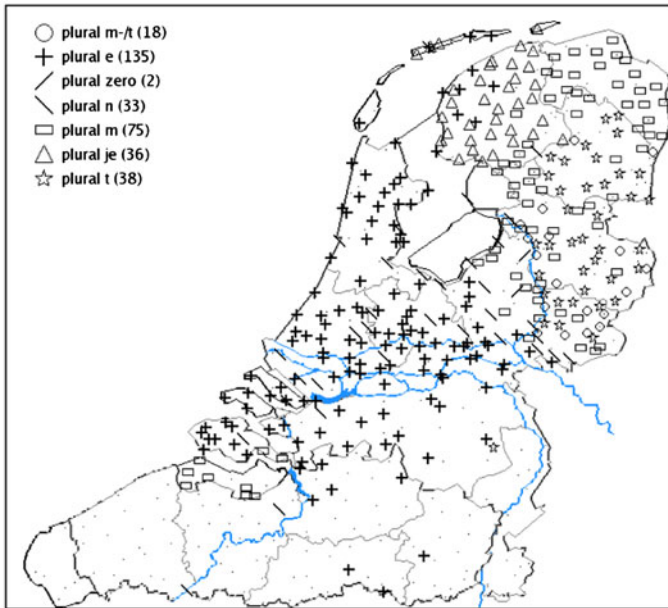 plural m-/t (18)
plural e (135)
plural zero (2)
plural n (33)
plural m (75)
plural je (36)
plural t (38)